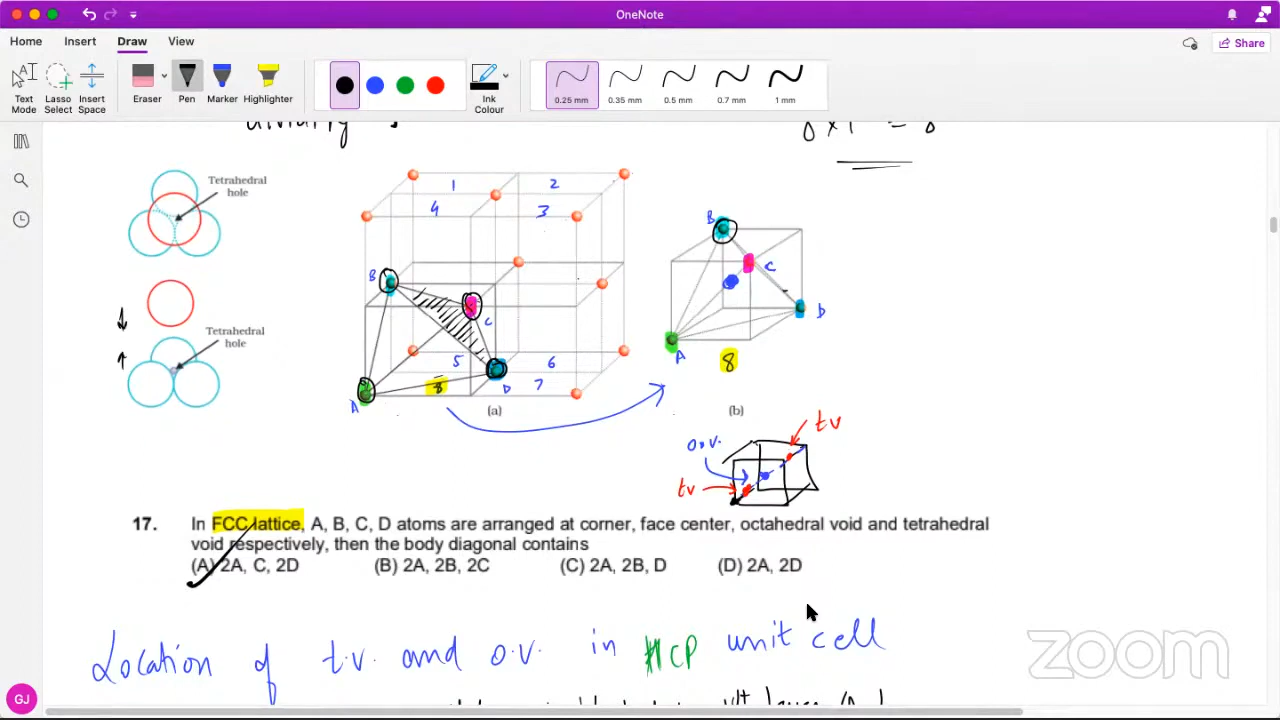 OneNote
Home Insert Draw View
Share
Text Mode
Lasso Select
Insert Space
Eraser
Pen
Marker
Highlighter
Ink Colour
0.25 mm
0.35 mm
0.5 mm
0.7 mm
1 mm
Tetrahedral
hole
Tetrahedral
hole
1 2
4 3
B
C
5 6
8 7
A D
(a)
B
C
D
A
8
(b)
o.v.
tv
tv
17. In FCC lattice, A, B, C, D atoms are arranged at corner, face center, octahedral void and tetrahedral
void respectively, then the body diagonal contains
(A) 2A, C, 2D (B) 2A, 2B, 2C (C) 2A, 2B, D (D) 2A, 2D
Location of t.v. and o.v. in HCP unit cell
zoom
GJ